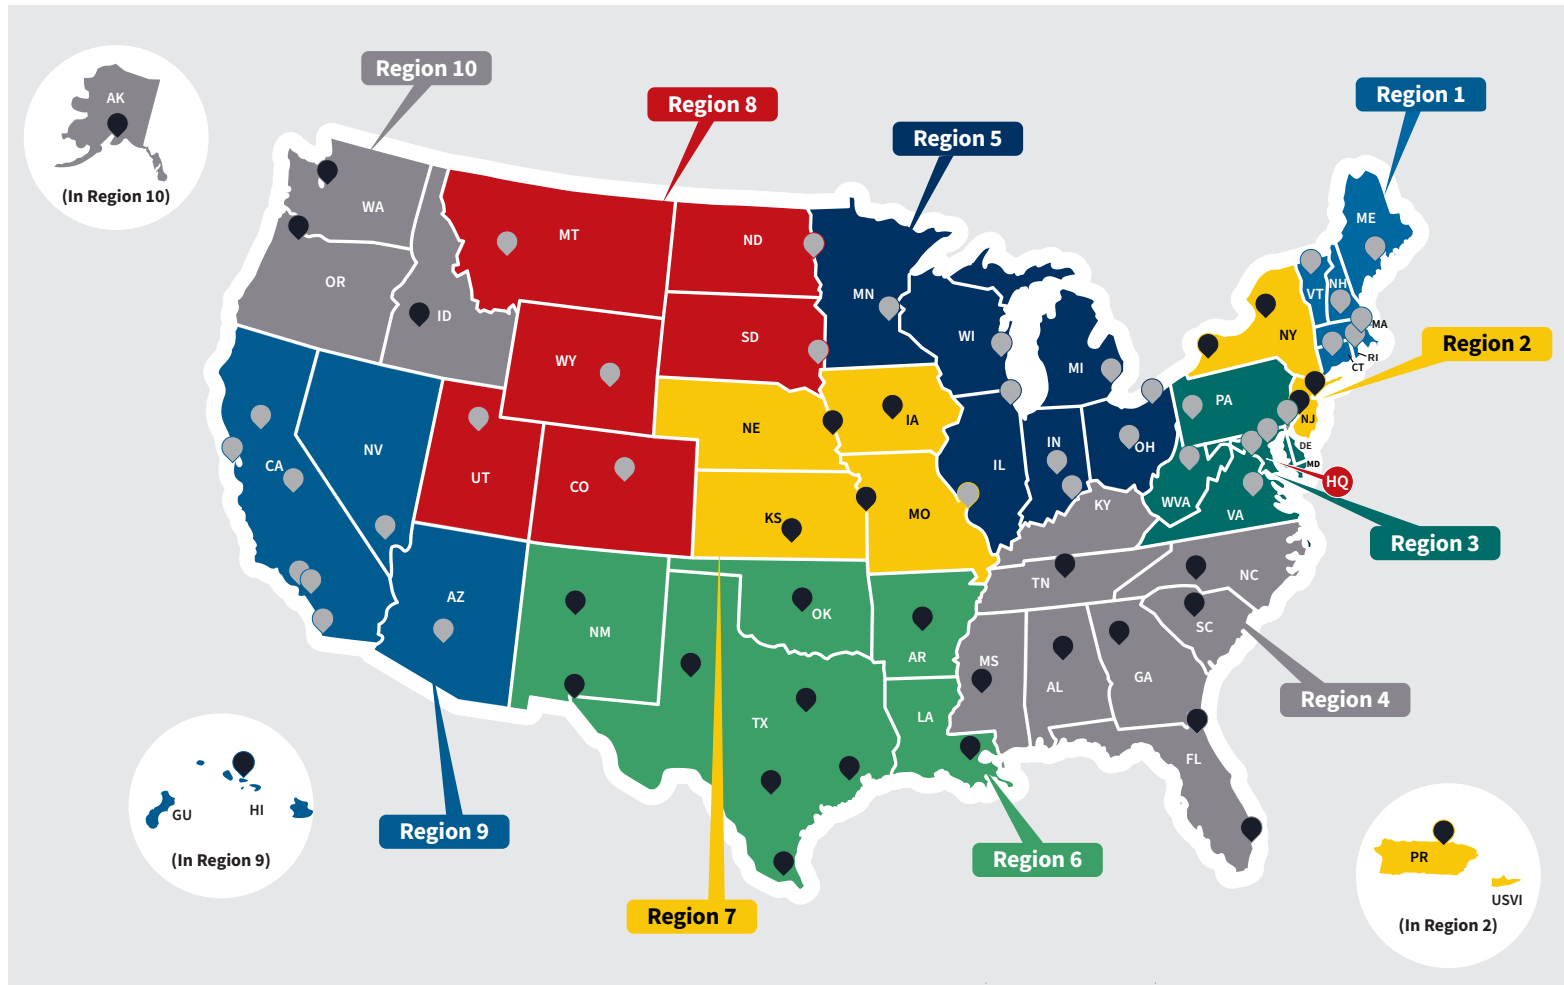 Region 10
Region 8
Region 5
Region 1
AK
(In Region 10)
WA
OR
ID
MT
ND
MN
SD
WY
WI
MI
ME
VT
NH
MA
RI
CT
NY
Region 2
NJ
PA
DE
MD
HQ
Region 3
NE
IA
IL
IN
OH
CA
NV
UT
CO
KS
MO
KY
WVA
VA
AZ
NM
OK
AR
TN
NC
SC
MS
AL
GA
Region 4
TX
LA
FL
GU
HI
(In Region 9)
Region 9
Region 7
Region 6
PR
USVI
(In Region 2)